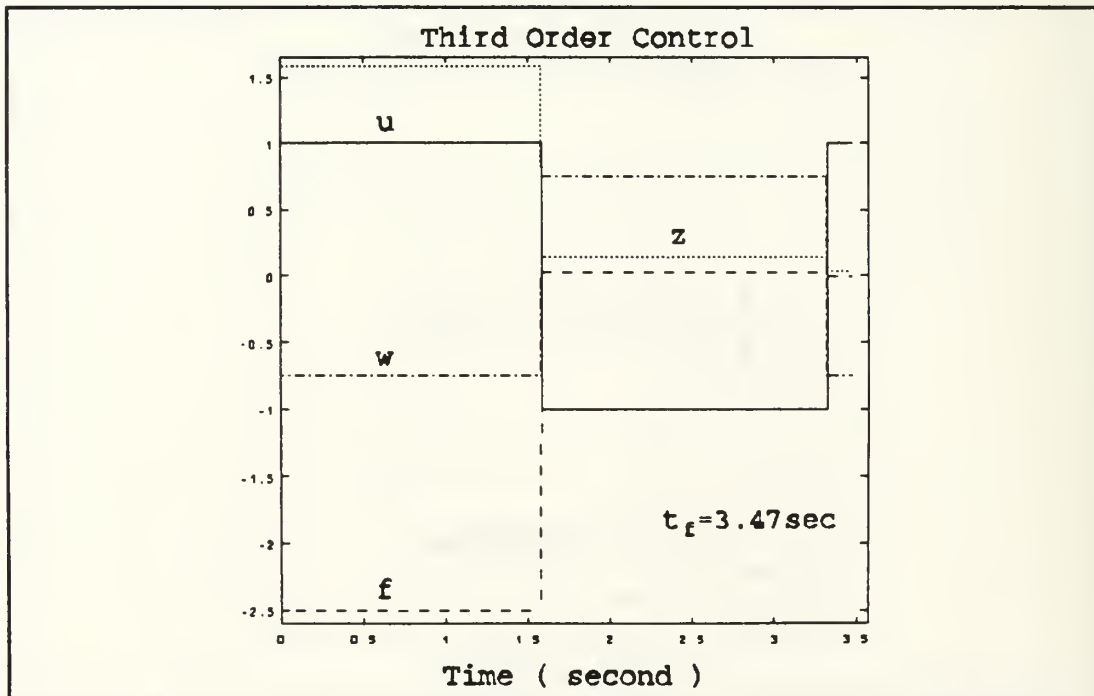 Third Order Control
1.5
u
1
0 5
z
0
-0.5
w
-1
-1.5
t_f=3.47sec
-2
f
-2.5
0 0 5 1 1 5 2 2 5 3 3 5
Time ( second )